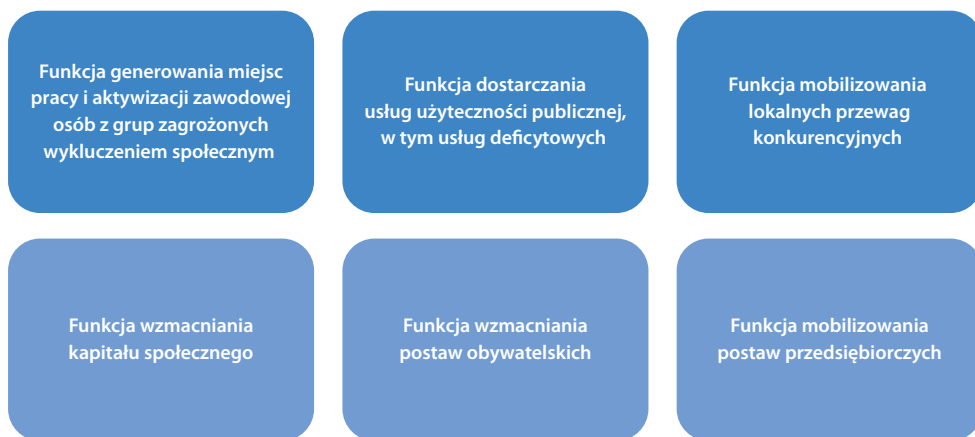 Funkcja generowania miejsc
pracy i aktywizacji zawodowej
osób z grup zagrożonych
wykluczeniem społecznym
Funkcja dostarczania
usług użyteczności publicznej,
w tym usług deficytowych
Funkcja mobilizowania
lokalnych przewag
konkurencyjnych
Funkcja wzmacniania
kapitału społecznego
Funkcja wzmacniania
postaw obywatelskich
Funkcja mobilizowania
postaw przedsiębiorczych